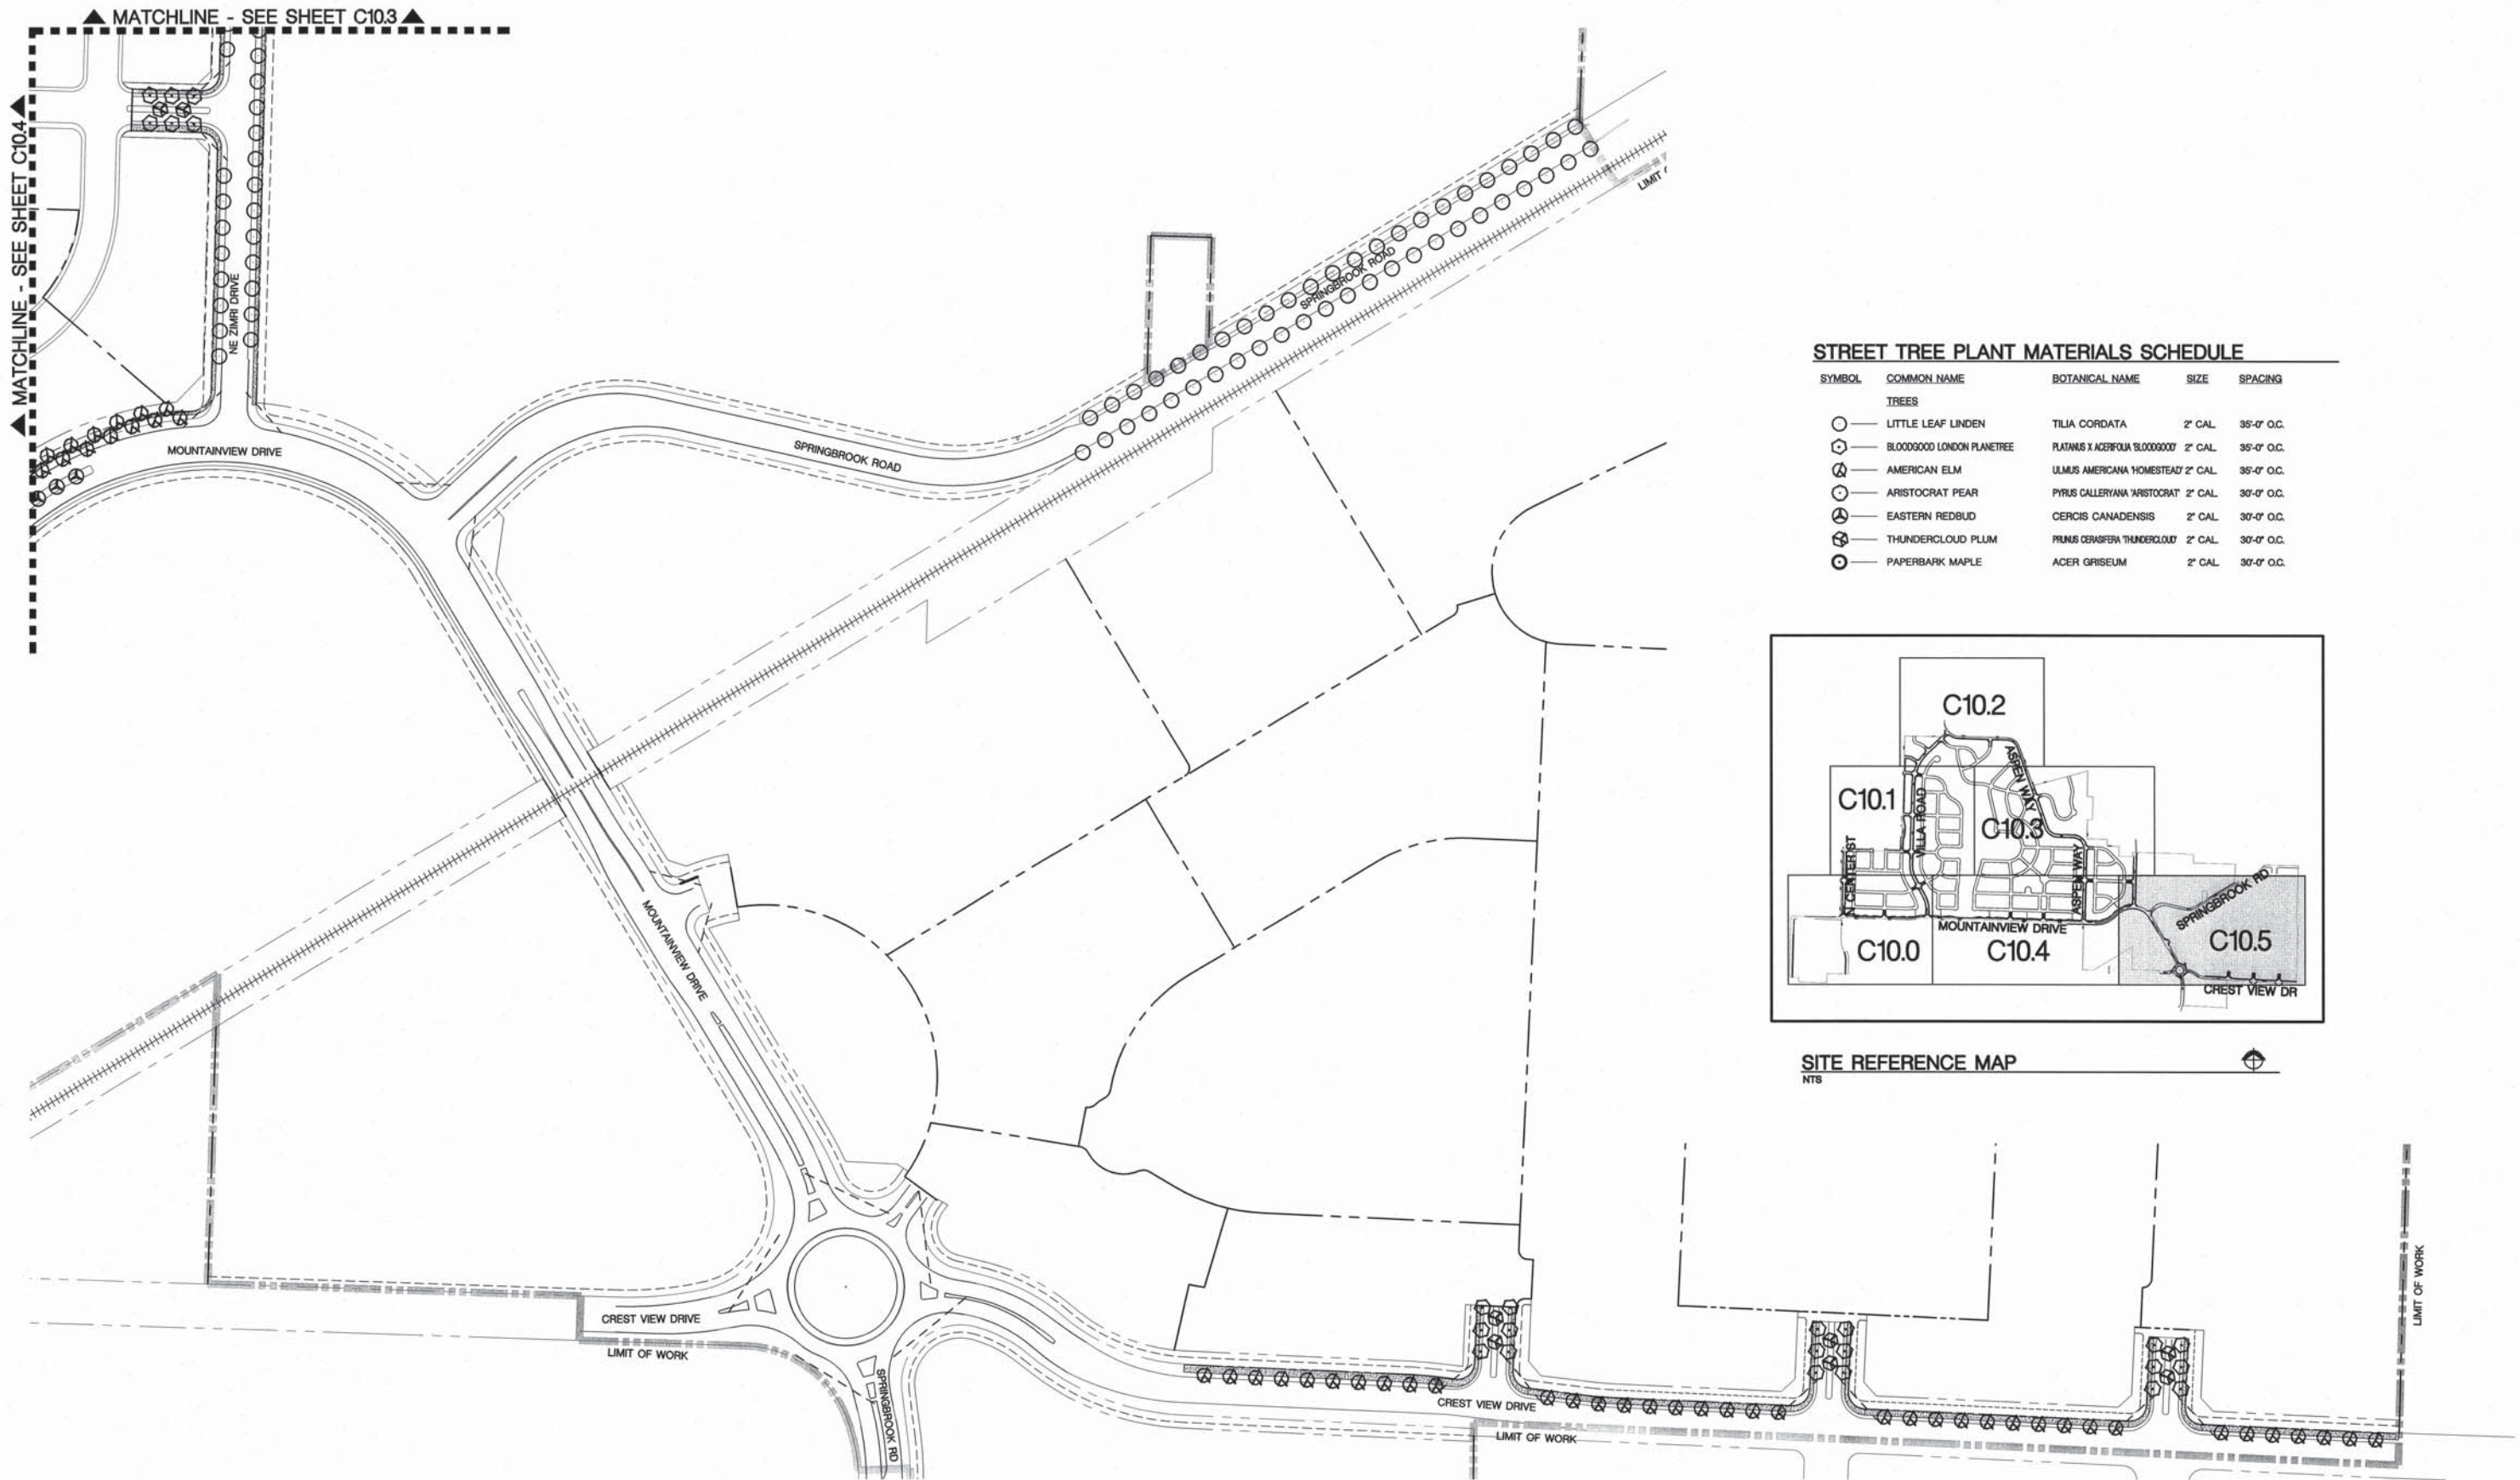 MATCHLINE - SEE SHEET C10.3
MATCHLINE - SEE SHEET C10.4
NE ZIMRI DRIVE
MOUNTAINVIEW DRIVE
SPRINGBROOK ROAD
SPRINGBROOK ROAD
LIMIT
MOUNTAINVIEW DRIVE
CREST VIEW DRIVE
LIMIT OF WORK
SPRINGBROOK RD
CREST VIEW DRIVE
LIMIT OF WORK
LIMIT OF WORK
STREET TREE PLANT MATERIALS SCHEDULE
SYMBOL COMMON NAME BOTANICAL NAME SIZE SPACING
TREES
LITTLE LEAF LINDEN TILIA CORDATA 2" CAL. 35'-0" O.C.
BLOODGOOD LONDON PLANETREE PLATANUS X ACERIFOLIA 'BLOODGOOD' 2" CAL. 35'-0" O.C.
AMERICAN ELM ULMUS AMERICANA 'HOMESTEAD' 2" CAL. 35'-0" O.C.
ARISTOCRAT PEAR PYRUS CALLERYANA 'ARISTOCRAT' 2" CAL. 30'-0" O.C.
EASTERN REDBUD CERCIS CANADENSIS 2" CAL. 30'-0" O.C.
THUNDERCLOUD PLUM PRUNUS CERASIFERA 'THUNDERCLOUD' 2" CAL. 30'-0" O.C.
PAPERBARK MAPLE ACER GRISEUM 2" CAL. 30'-0" O.C.
C10.2
ASPEN WAY
C10.1
VILLA ROAD
C10.3
N CENTER ST
ASPEN WAY
SPRINGBROOK RD
MOUNTAINVIEW DRIVE
C10.0
C10.4
C10.5
CREST VIEW DR
SITE REFERENCE MAP
NTS